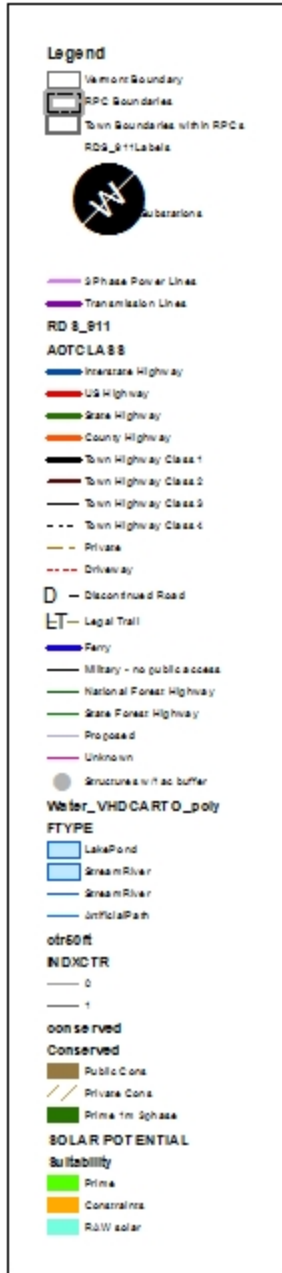 Legend
Vermont Boundary
RPC Boundaries
Town Boundaries within RPCs
RDS_911Labels
W
Substations
3Phase Power Lines
Transmission Lines
RDS_911
AOTCLASS
Interstate Highway
US Highway
State Highway
County Highway
Town Highway Class 1
Town Highway Class 2
Town Highway Class 3
Town Highway Class 4
Private
Driveway
D Discontinued Road
LT Legal Trail
Ferry
Military - no public access
National Forest Highway
State Forest Highway
Proposed
Unknown
Structures w/1 ac buffer
Water_VHDCARTO_poly
FTYPE
LakePond
StreamRiver
StreamRiver
ArtificialPath
ctr50ft
INDXCTR
0
1
conserved
Conserved
Public Cons
Private Cons
Prime 1m 3phase
SOLAR POTENTIAL
Suitability
Prime
Constraints
RAW solar